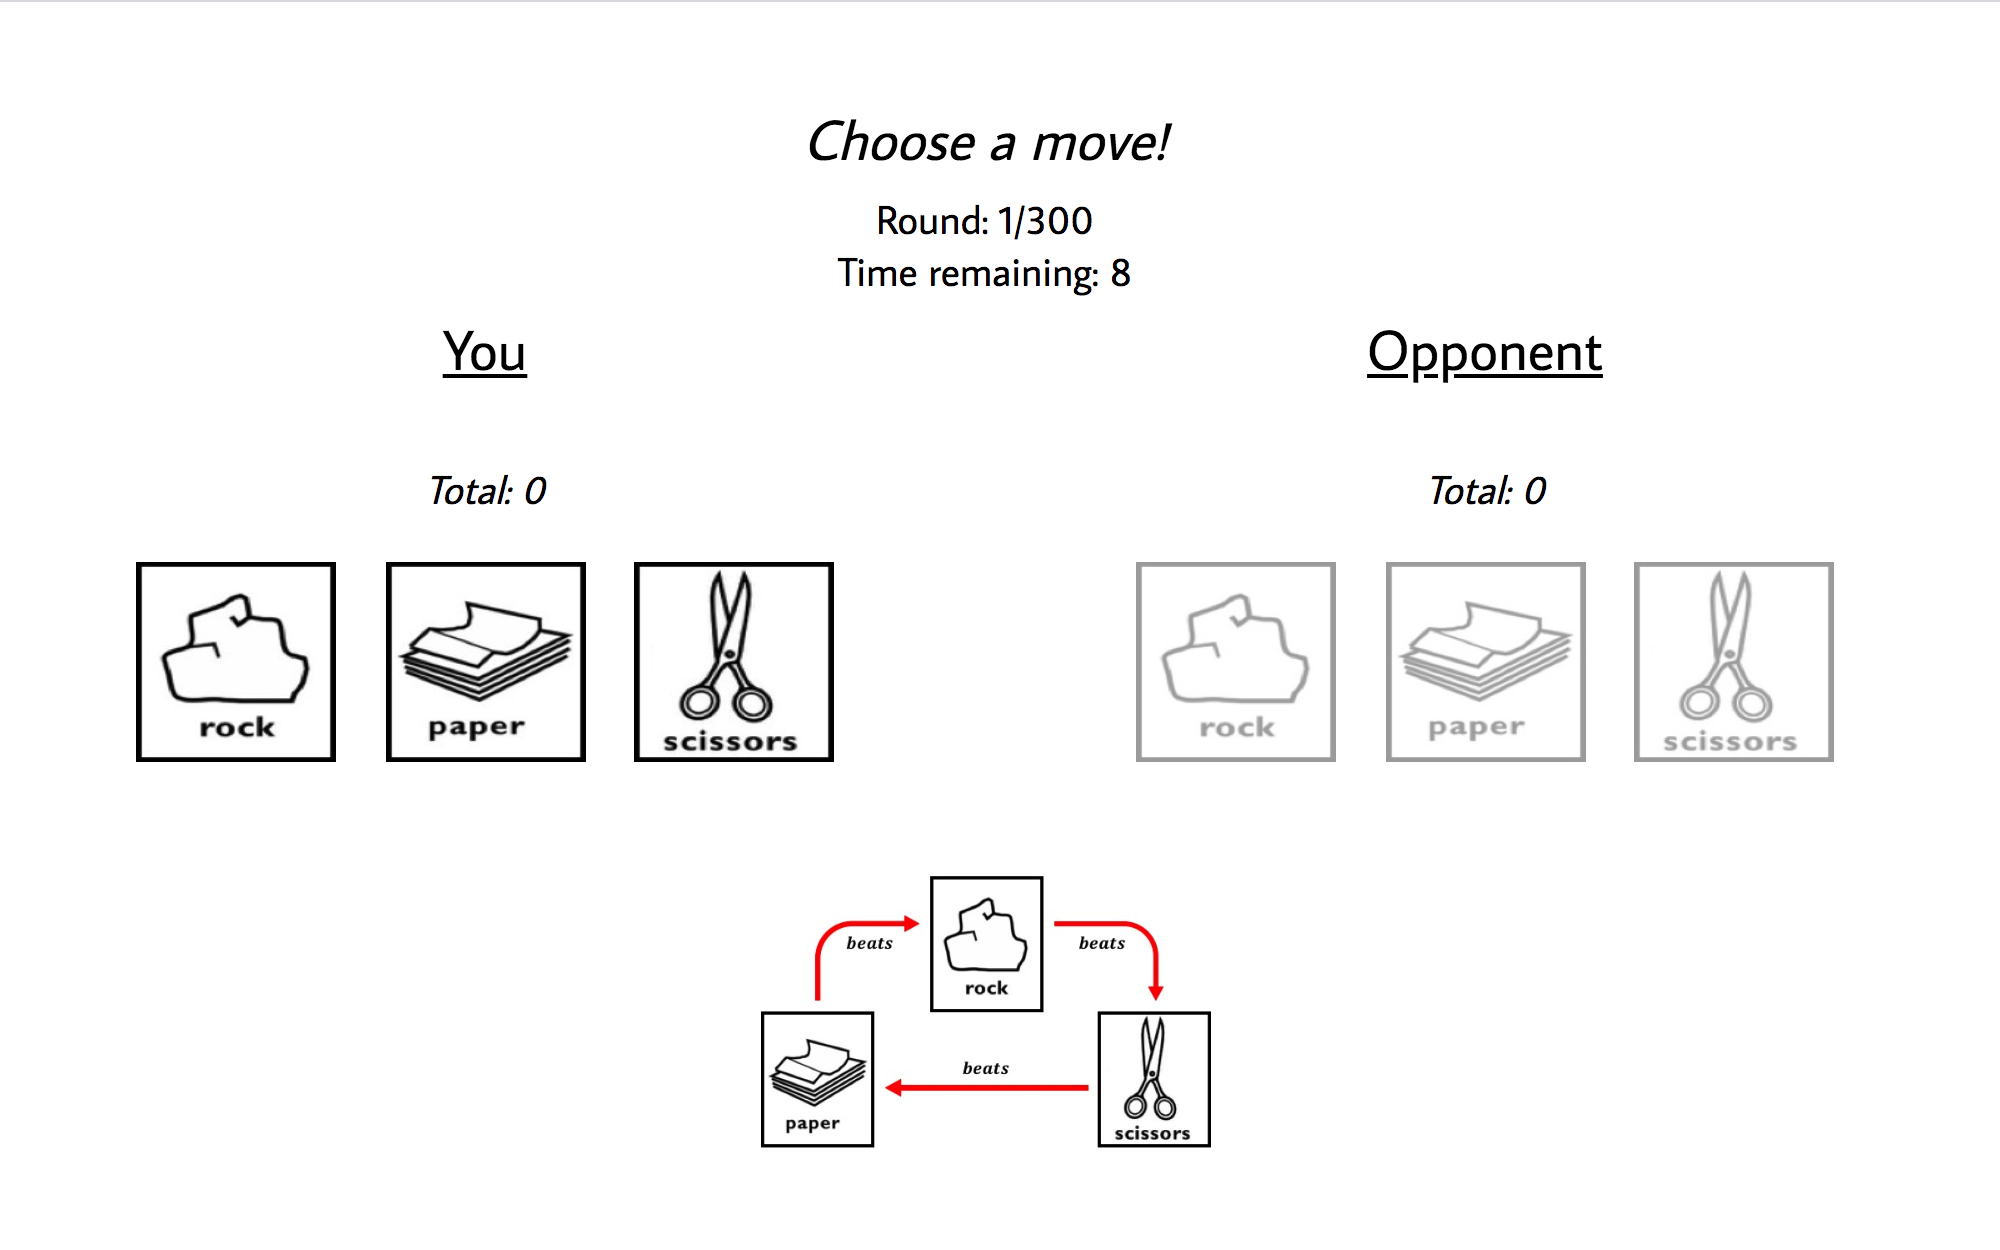 Choose a move!
Round: 1/300
Time remaining: 8
You
Opponent
Total: 0
Total: 0
rock
paper
scissors
rock
paper
scissors
rock
beats
beats
beats
paper
scissors